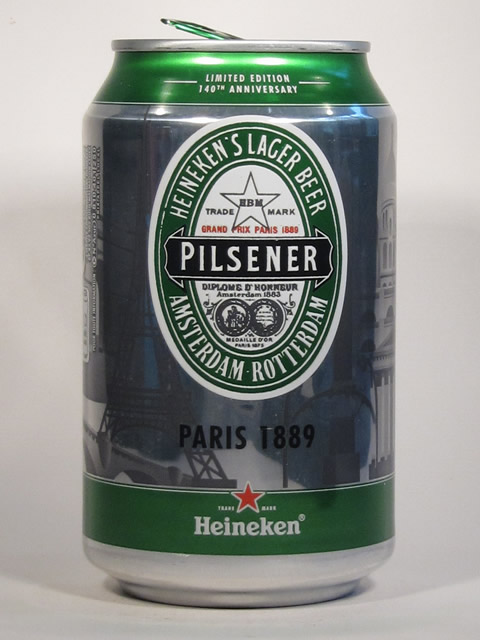 LIMITED EDITION
140TH ANNIVERSARY
HEINEKEN'S LAGER BEER
HBM
TRADE MARK
GRAND PRIX PARIS 1889
PILSENER
DIPLOME D'HONNEUR
Amsterdam 1883
MEDAILLE D'OR
PARIS 1875
AMSTERDAM · ROTTERDAM
PARIS 1889
TRADE MARK
Heineken®